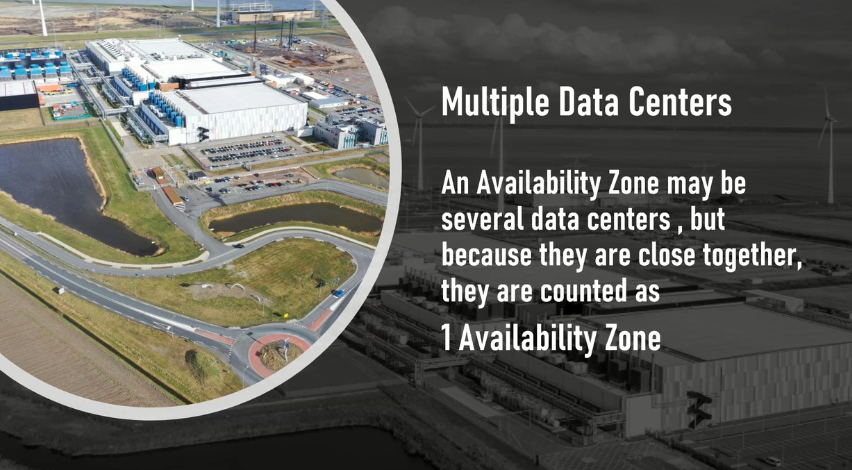 Multiple Data Centers
An Availability Zone may be
several data centers , but
because they are close together,
they are counted as
1 Availability Zone